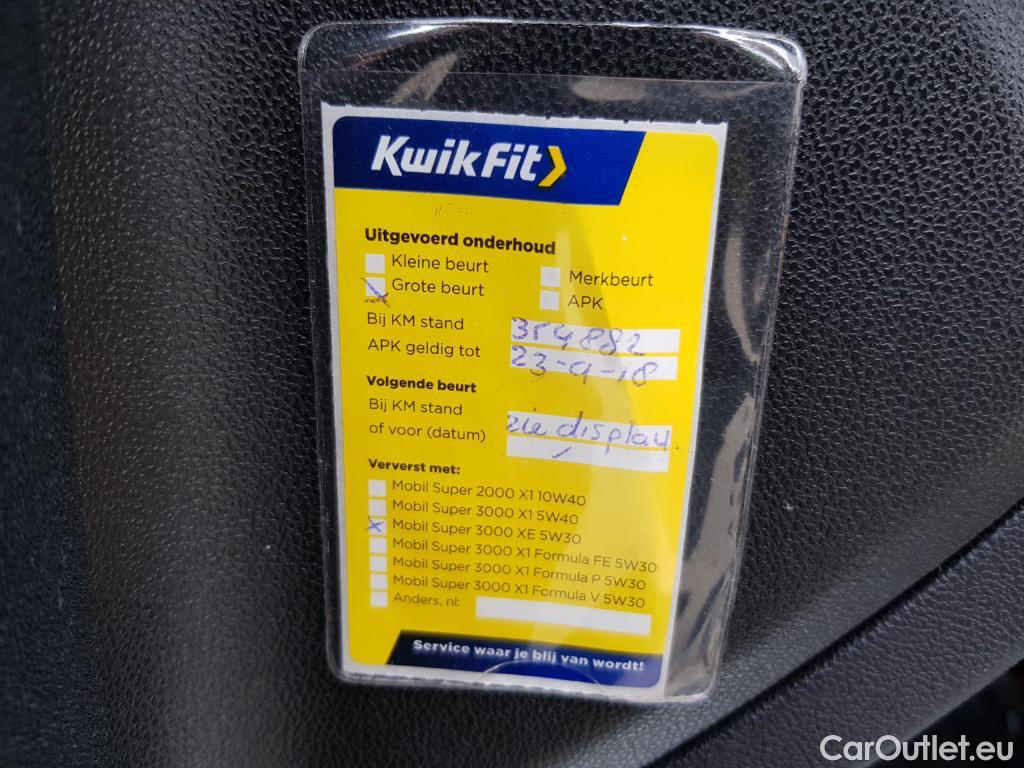 KwikFit
Uitgevoerd onderhoud
Kleine beurt
Merkbeurt
Grote beurt
APK
Bij KM stand 354882
APK geldig tot 23-9-18
Volgende beurt
Bij KM stand zie display
of voor (datum)
Ververst met:
Mobil Super 2000 X1 10W40
Mobil Super 3000 X1 5W40
x Mobil Super 3000 XE 5W30
Mobil Super 3000 X1 Formula FE 5W30
Mobil Super 3000 X1 Formula P 5W30
Mobil Super 3000 X1 Formula V 5W30
Anders, nl:
Service waar je blij van wordt!
CarOutlet.eu